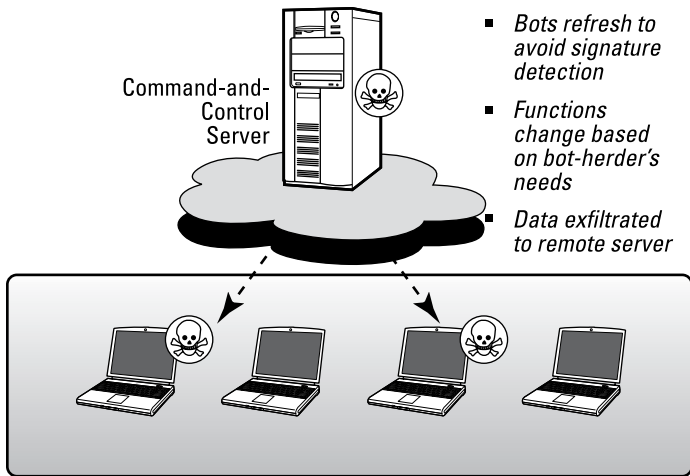 Command-and-
Control
Server
▪ Bots refresh to
avoid signature
detection
▪ Functions
change based
on bot-herder's
needs
▪ Data exfiltrated
to remote server